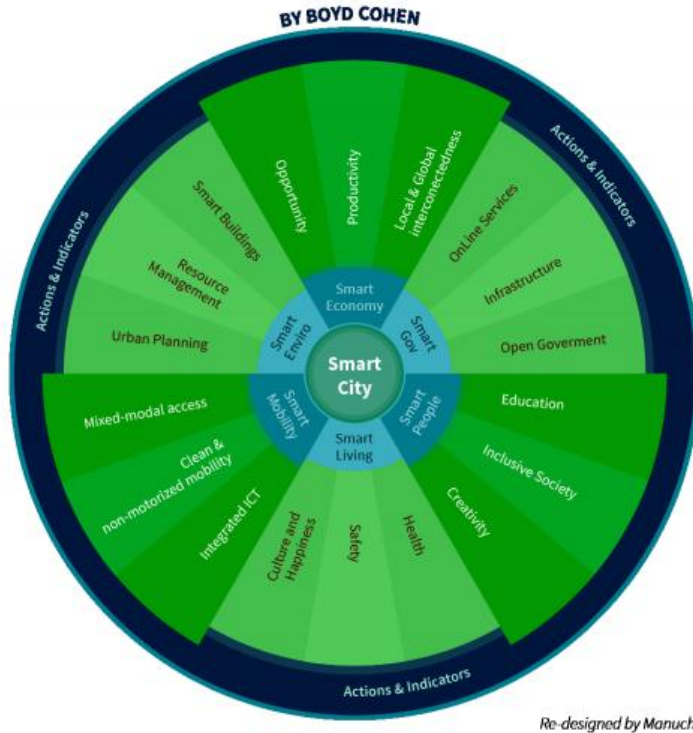 BY BOYD COHEN
Actions & Indicators
Actions & Indicators
Opportunity
Productivity
Local & Global
interconectedness
Smart Buildings
Resource
Management
Urban Planning
OnLine Services
Infrastructure
Open Goverment
Smart
Economy
Smart
Enviro
Smart
Gov
Smart
City
Smart
Mobility
Smart
People
Smart
Living
Mixed-modal access
Clean &
non-motorized mobility
Integrated ICT
Culture and
Happiness
Safety
Health
Education
Inclusive Society
Creativity
Actions & Indicators
Re-designed by Manuch